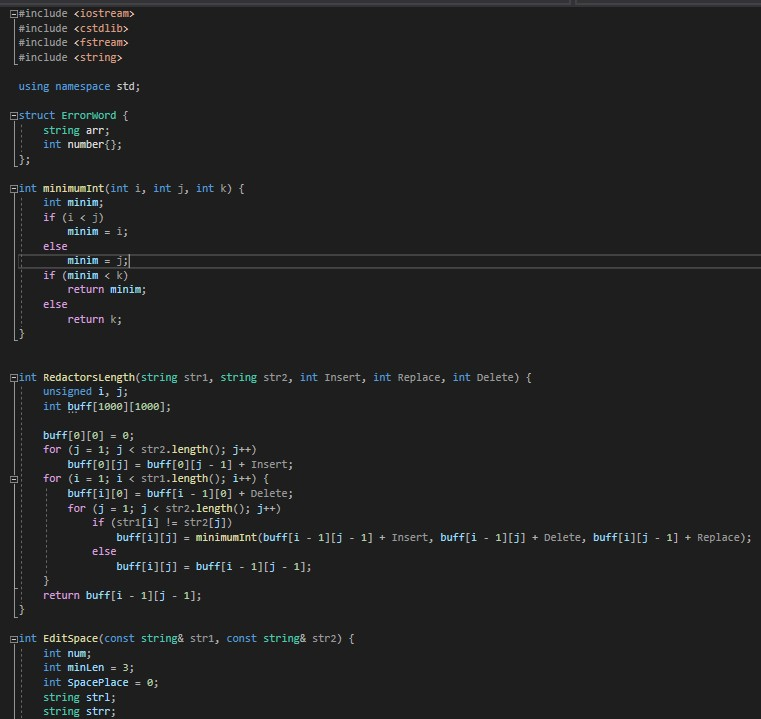 #include <iostream>
#include <cstdlib>
#include <fstream>
#include <string>
using namespace std;
struct ErrorWord {
    string arr;
    int number{};
};
int minimumInt(int i, int j, int k) {
    int minim;
    if (i < j)
        minim = i;
    else
        minim = j;
    if (minim < k)
        return minim;
    else
        return k;
}
int RedactorsLength(string str1, string str2, int Insert, int Replace, int Delete) {
    unsigned i, j;
    int buff[1000][1000];
    buff[0][0] = 0;
    for (j = 1; j < str2.length(); j++)
        buff[0][j] = buff[0][j - 1] + Insert;
    for (i = 1; i < str1.length(); i++) {
        buff[i][0] = buff[i - 1][0] + Delete;
        for (j = 1; j < str2.length(); j++)
            if (str1[i] != str2[j])
                buff[i][j] = minimumInt(buff[i - 1][j - 1] + Insert, buff[i - 1][j] + Delete, buff[i][j - 1] + Replace);
            else
                buff[i][j] = buff[i - 1][j - 1];
    }
    return buff[i - 1][j - 1];
}
int EditSpace(const string& str1, const string& str2) {
    int num;
    int minLen = 3;
    int SpacePlace = 0;
    string strl;
    string strr;